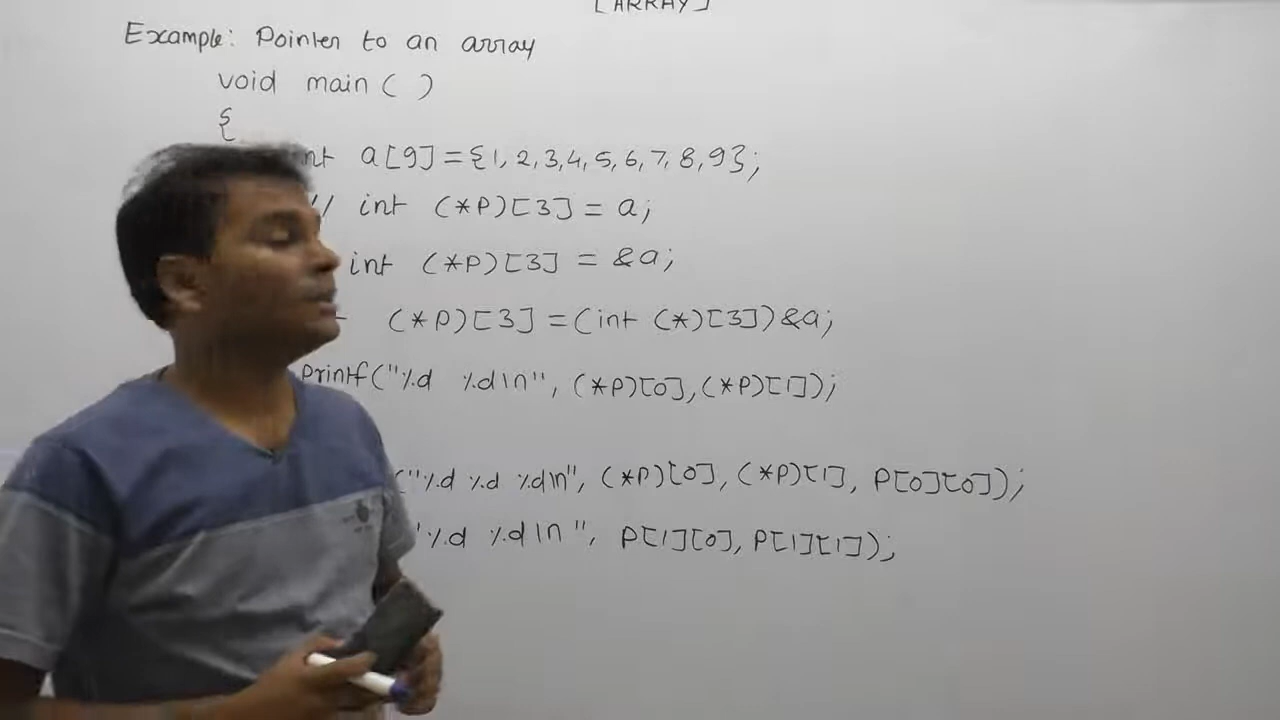 [ARRAY]
Example: Pointer to an array
void main ( )
{
int a[9]={1, 2, 3, 4, 5, 6, 7, 8, 9};
// int (*P)[3] = a;
int (*P)[3] = &a;
(*P)[3] =(int (*)[3])&a;
Printf("%d %d\n", (*P)[0],(*P)[1]);
("%d %d %d\n", (*P)[0], (*P)[1], P[0][0]);
"%d %d\n", P[1][0], P[1][1]);